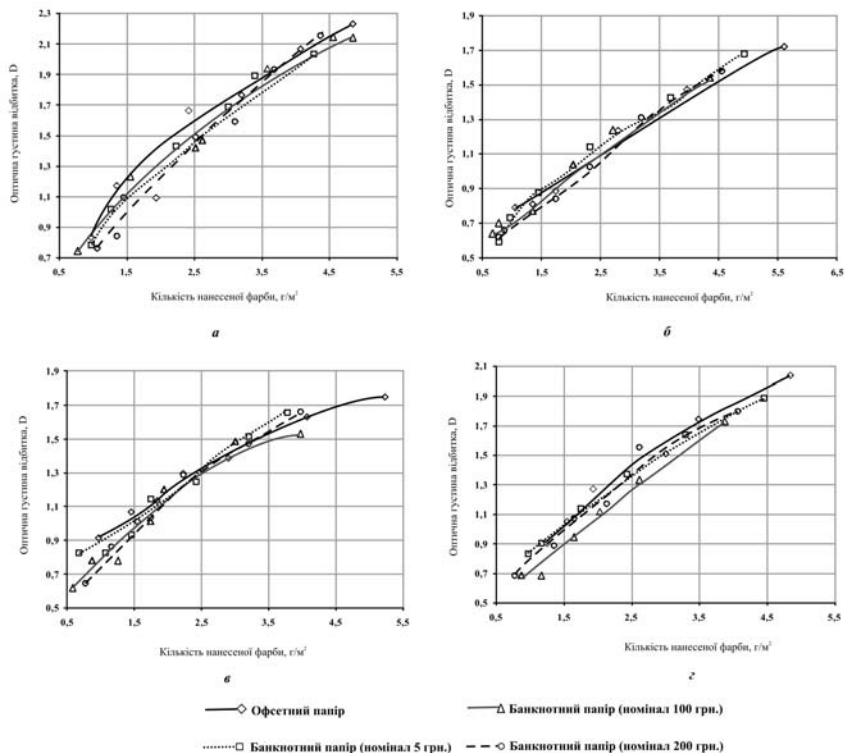 Оптична густина відбитка, D
2,3
2,1
1,9
1,7
1,5
1,3
1,1
0,9
0,7
0,5 1,5 2,5 3,5 4,5 5,5
Кількість нанесеної фарби, г/м²
а
Оптична густина відбитка, D
1,9
1,7
1,5
1,3
1,1
0,9
0,7
0,5
0,5 1,5 2,5 3,5 4,5 5,5 6,5
Кількість нанесеної фарби, г/м²
б
Оптична густина відбитка, D
1,9
1,7
1,5
1,3
1,1
0,9
0,7
0,5
0,5 1,5 2,5 3,5 4,5 5,5
Кількість нанесеної фарби, г/м²
в
Оптична густина відбитка, D
2,1
1,9
1,7
1,5
1,3
1,1
0,9
0,7
0,5
0,5 1,5 2,5 3,5 4,5 5,5
Кількість нанесеної фарби, г/м²
г
Офсетний папір
Банкнотний папір (номінал 100 грн.)
Банкнотний папір (номінал 5 грн.)
Банкнотний папір (номінал 200 грн.)